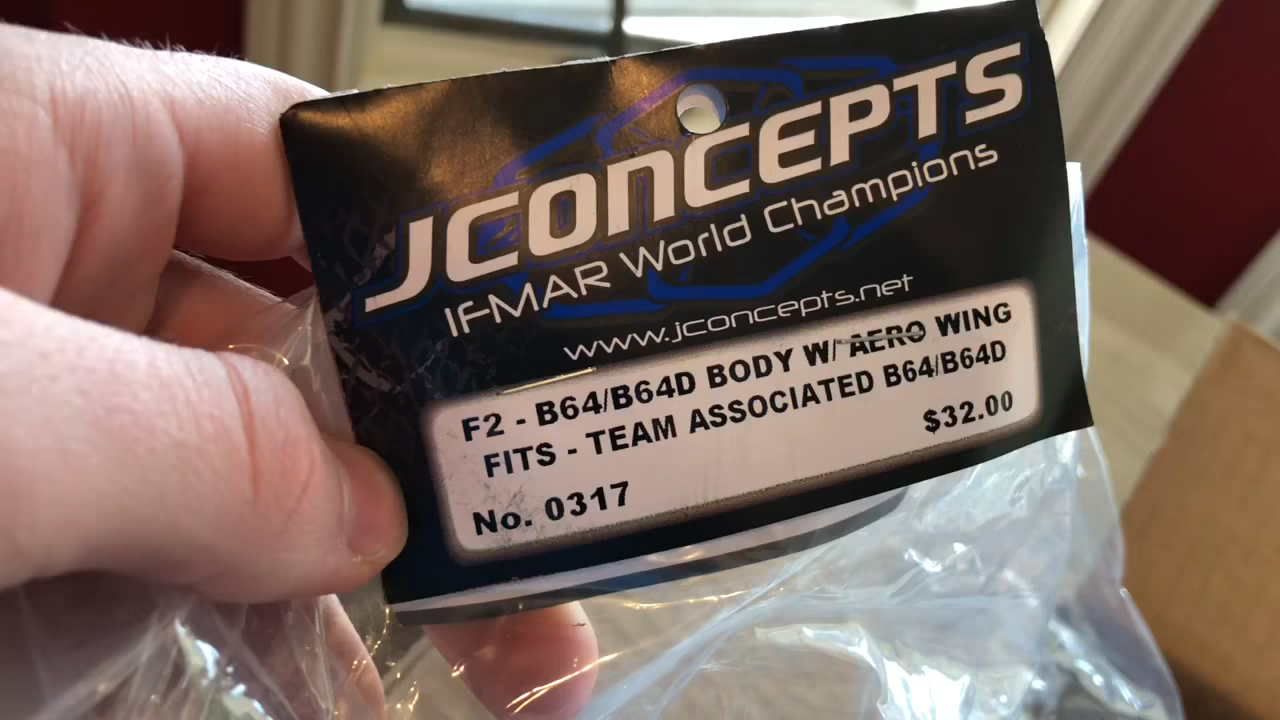 JCONCEPTS
IFMAR World Champions
www.jconcepts.net
F2 - B64/B64D BODY W/ AERO WING
FITS - TEAM ASSOCIATED B64/B64D
$32.00
No. 0317